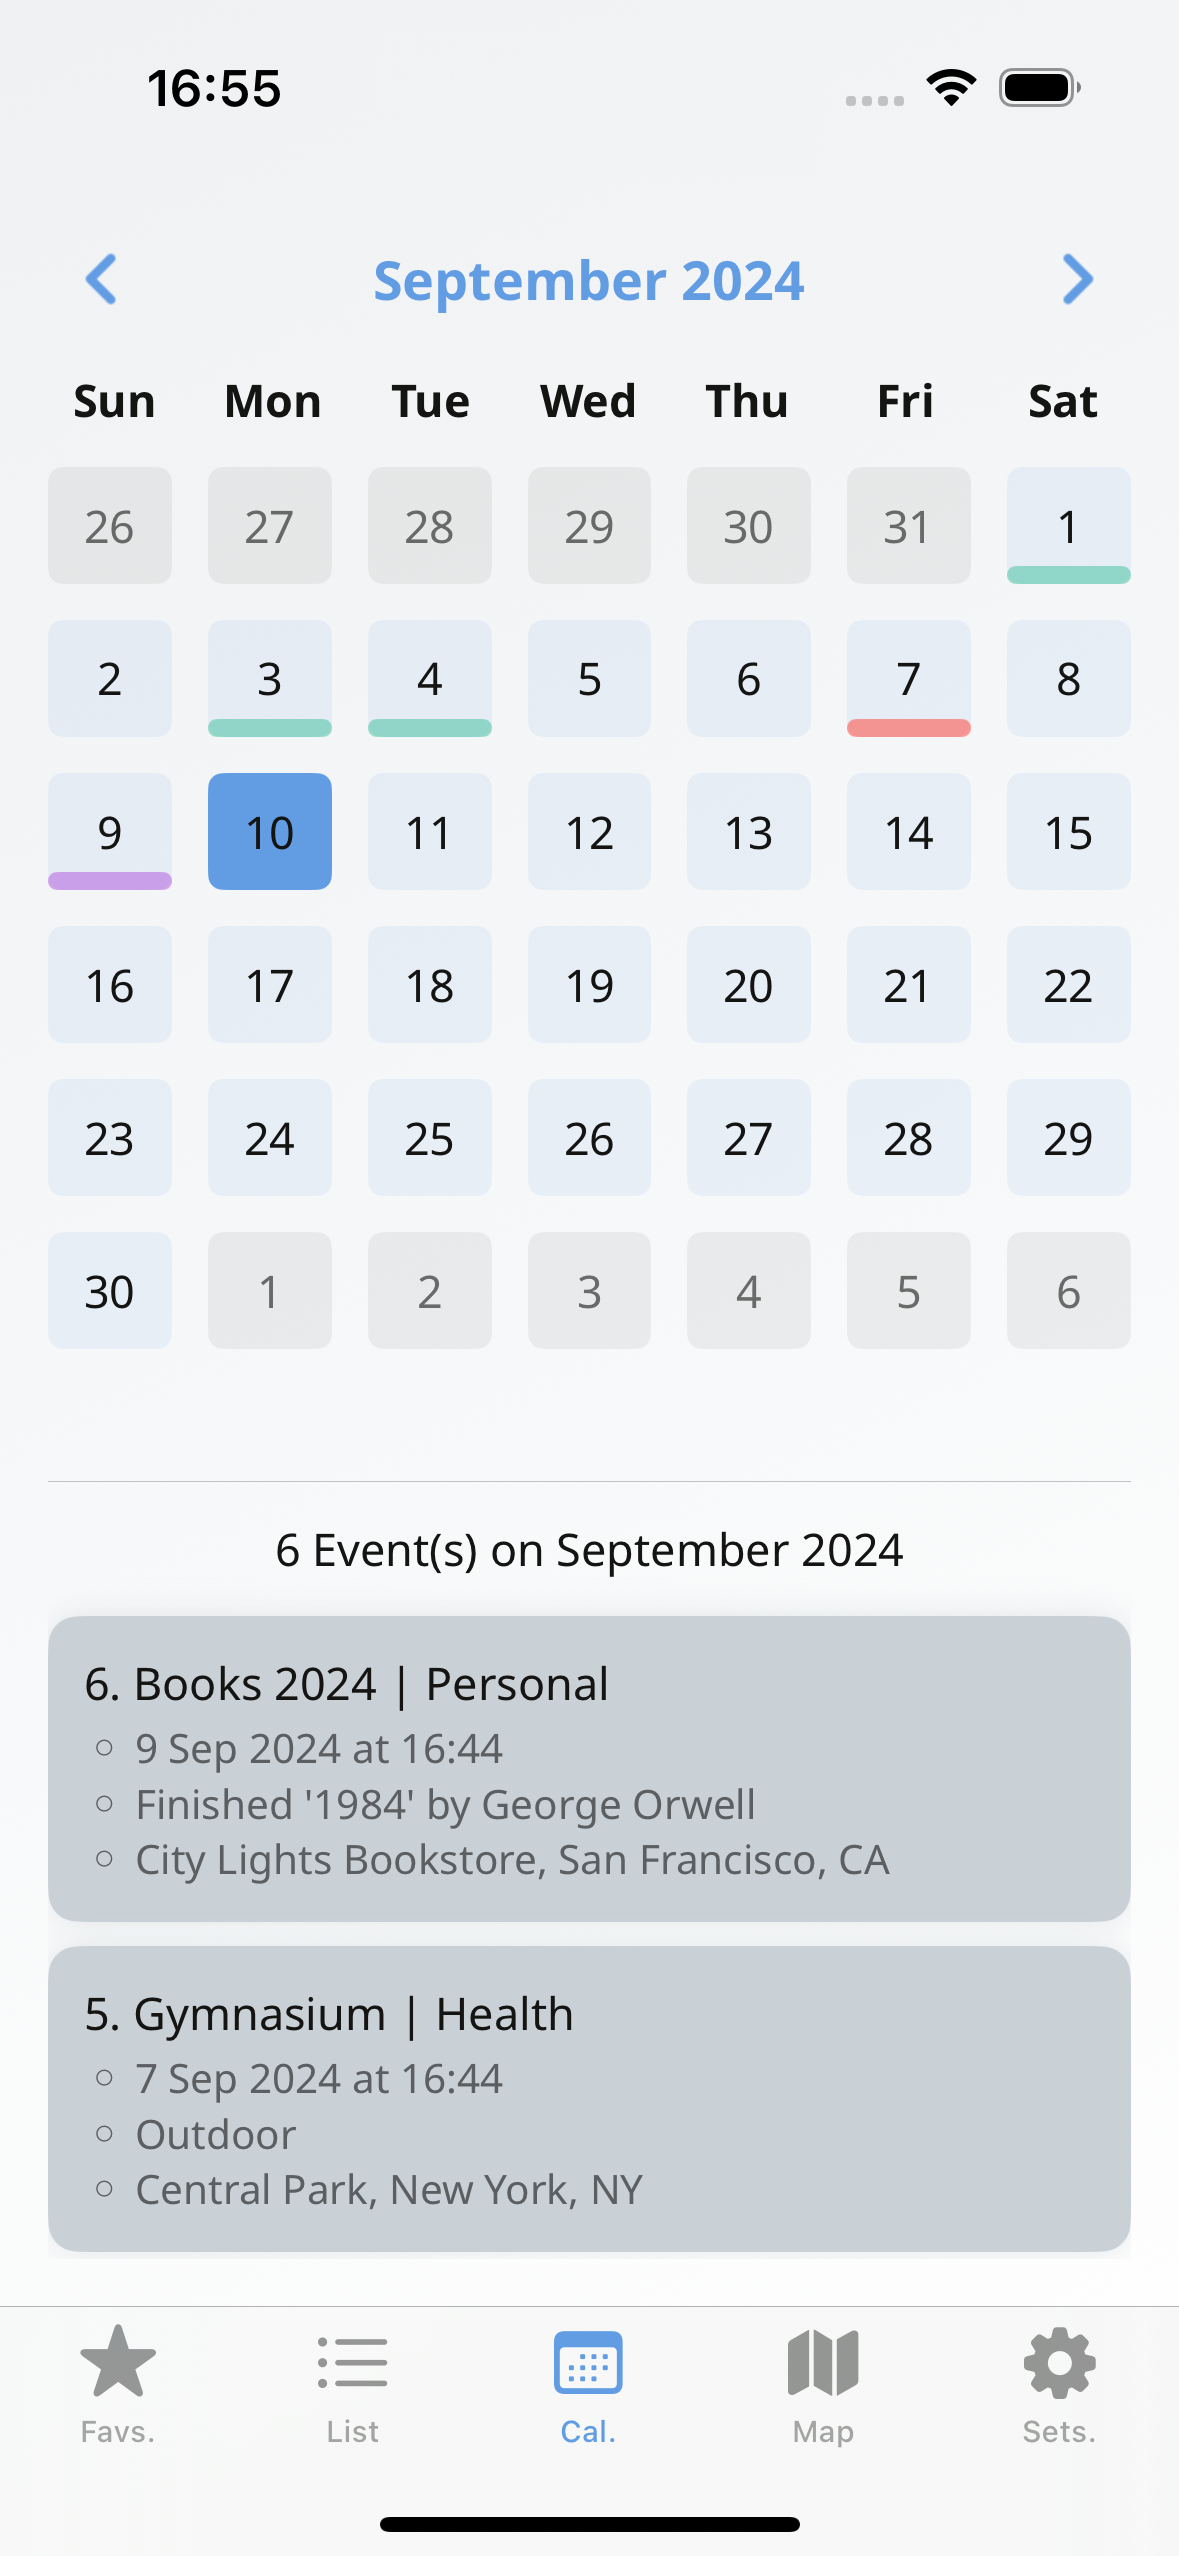 16:55
September 2024
Sun Mon Tue Wed Thu Fri Sat
26 27 28 29 30 31 1
2 3 4 5 6 7 8
9 10 11 12 13 14 15
16 17 18 19 20 21 22
23 24 25 26 27 28 29
30 1 2 3 4 5 6
6 Event(s) on September 2024
6. Books 2024 | Personal
9 Sep 2024 at 16:44
Finished '1984' by George Orwell
City Lights Bookstore, San Francisco, CA
5. Gymnasium | Health
7 Sep 2024 at 16:44
Outdoor
Central Park, New York, NY
Favs. List Cal. Map Sets.